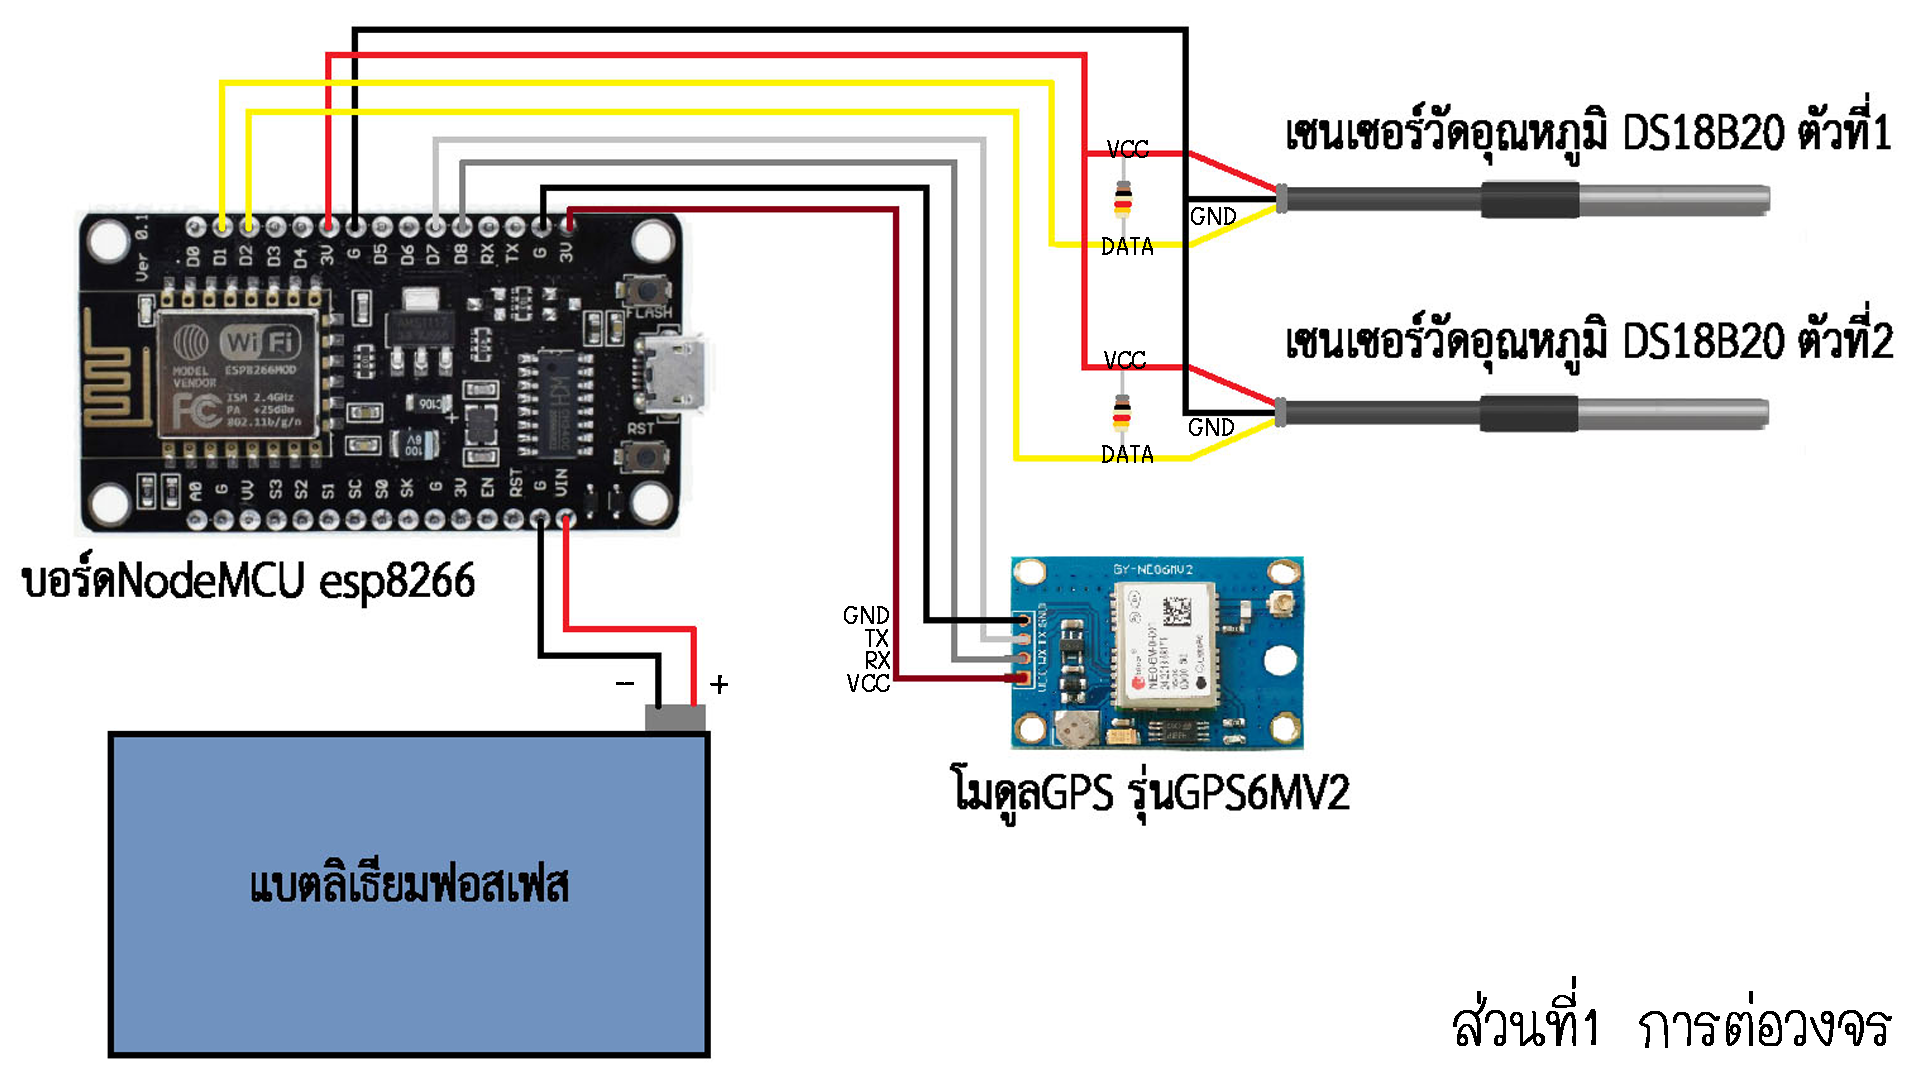 เซนเซอร์วัดอุณหภูมิ DS18B20 ตัวที่1
VCC
GND
DATA
เซนเซอร์วัดอุณหภูมิ DS18B20 ตัวที่2
VCC
GND
DATA
Ver 0.1
D0 D1 D2 D3 D4 3V G D5 D6 D7 D8 RX TX G 3V
FLASH
WiFi
MODEL ESP8266MOD
VENDOR
FC
ISM 2.4GHz
PA +25dBm
802.11b/g/n
RST
A0 G VV S3 S2 S1 SC S0 SK G 3V EN RST G VIN
บอร์ดNodeMCU esp8266
GY-NEO6MV2
GND
TX
RX
VCC
โมดูลGPS รุ่นGPS6MV2
- +
แบตลิเธียมฟอสเฟส
ส่วนที่1 การต่อวงจร